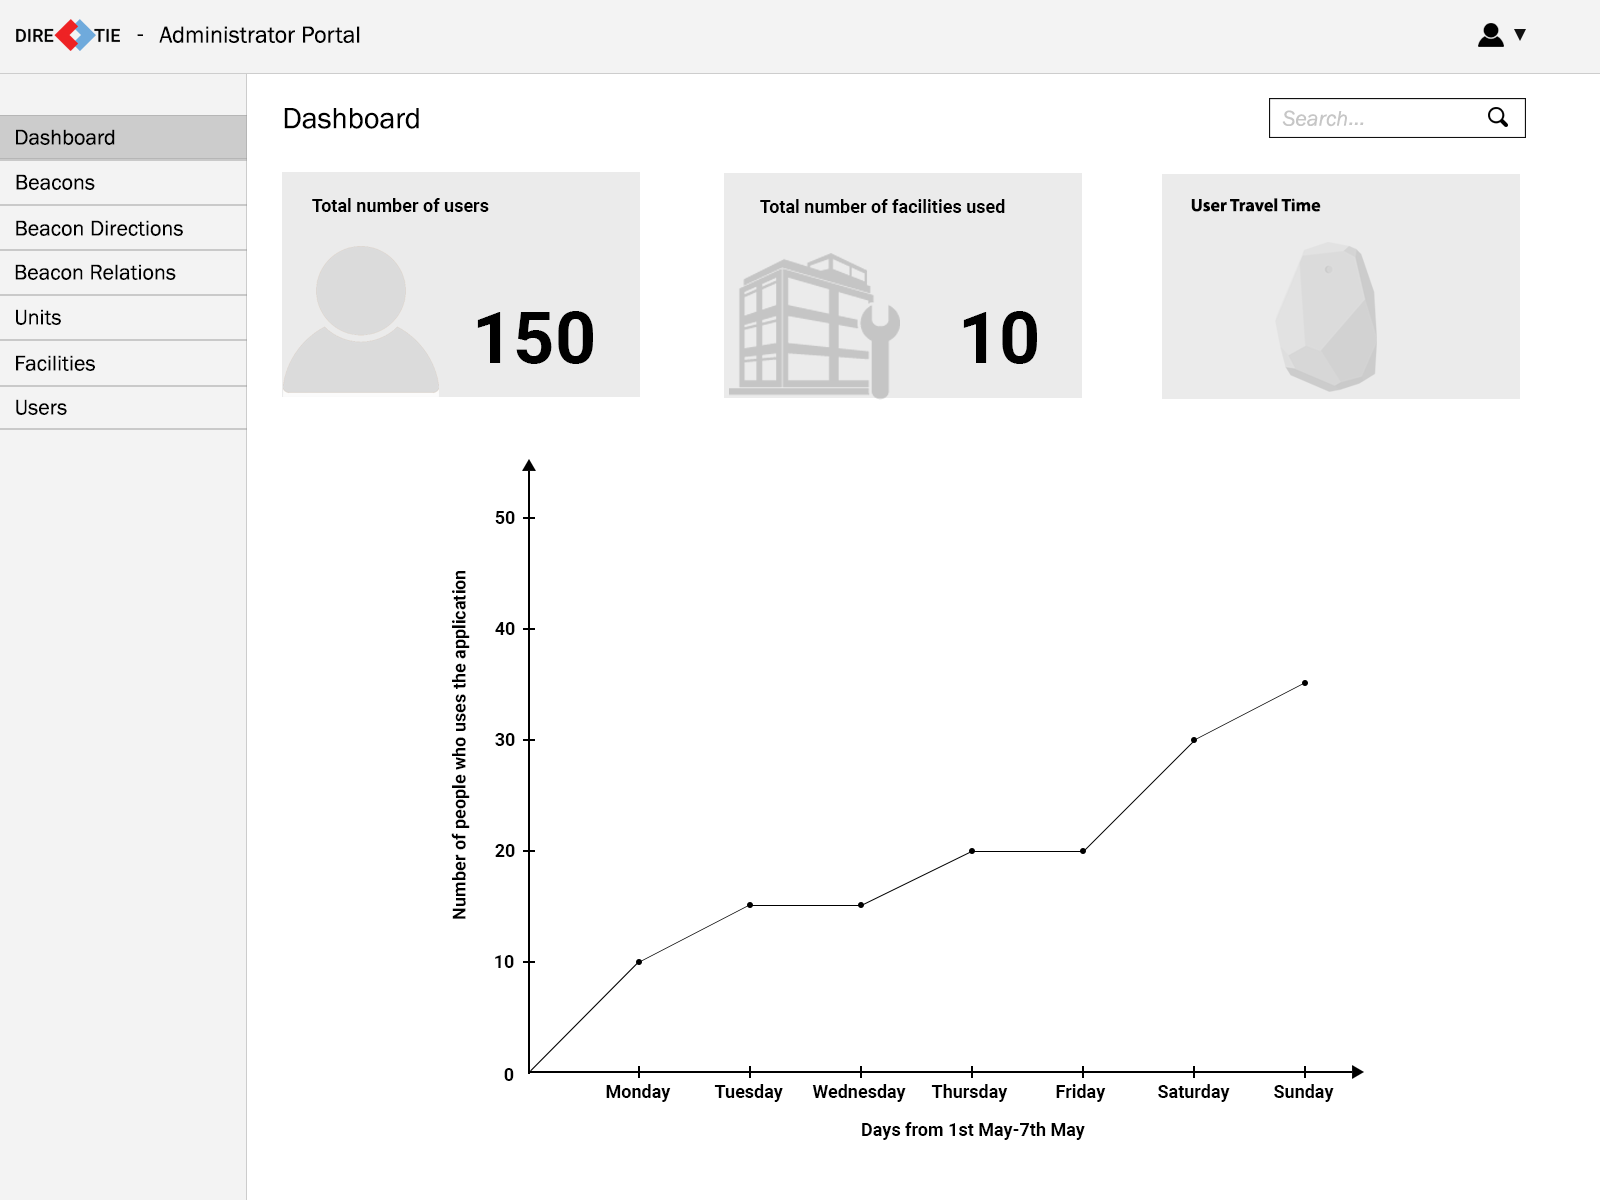 DIRE TIE - Administrator Portal ▼
Dashboard
Beacons
Beacon Directions
Beacon Relations
Units
Facilities
Users
Dashboard
Search...
Total number of users
150
Total number of facilities used
10
User Travel Time
Number of people who uses the application
50
40
30
20
10
0
Monday Tuesday Wednesday Thursday Friday Saturday Sunday
Days from 1st May-7th May